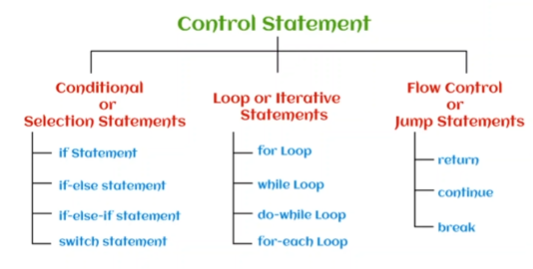 Control Statement
Conditional
or
Selection Statements
if Statement
if-else statement
if-else-if statement
switch statement
Loop or Iterative
Statements
for Loop
while Loop
do-while Loop
for-each Loop
Flow Control
or
Jump Statements
return
continue
break